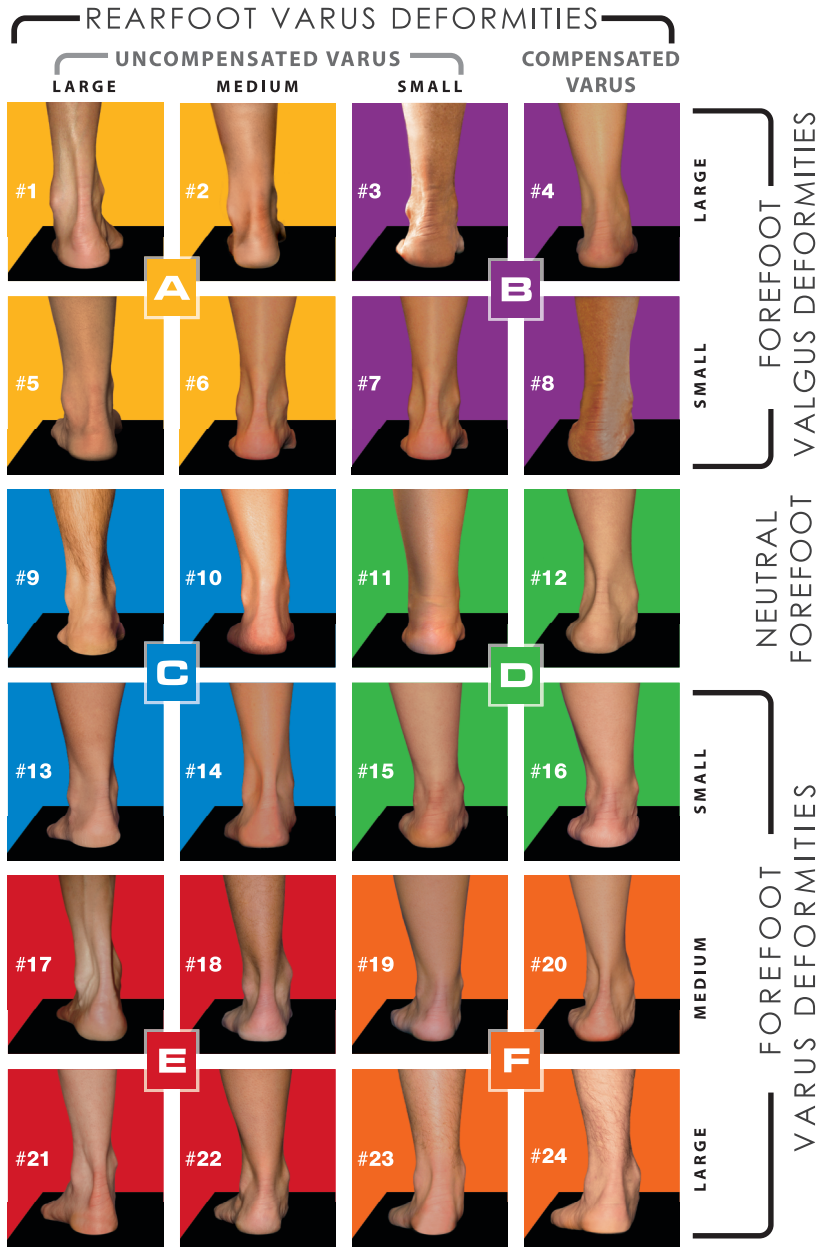 REARFOOT VARUS DEFORMITIES
UNCOMPENSATED VARUS
COMPENSATED
VARUS
LARGE
MEDIUM
SMALL
#1
#2
#3
#4
LARGE
A
B
#5
#6
#7
#8
SMALL
FOREFOOT
VALGUS DEFORMITIES
#9
#10
#11
#12
NEUTRAL
FOREFOOT
C
D
#13
#14
#15
#16
SMALL
#17
#18
#19
#20
MEDIUM
E
F
#21
#22
#23
#24
LARGE
FOREFOOT
VARUS DEFORMITIES